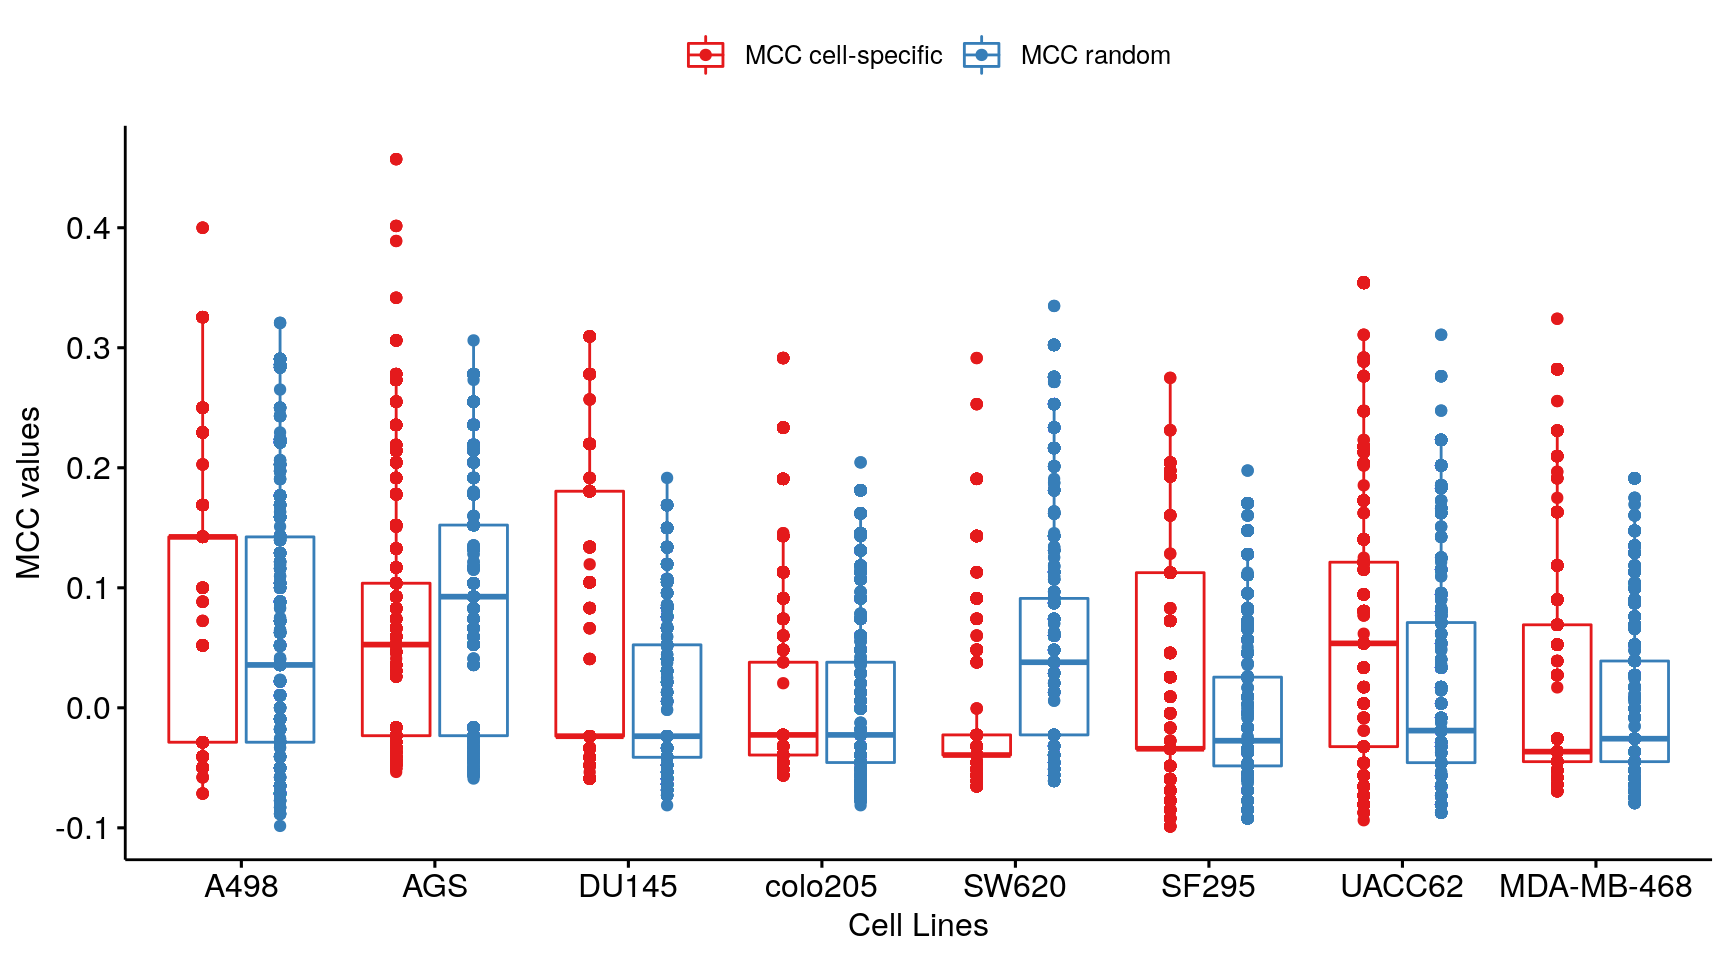 MCC cell-specific MCC random
MCC values
0.4
0.3
0.2
0.1
0.0
-0.1
A498 AGS DU145 colo205 SW620 SF295 UACC62 MDA-MB-468
Cell Lines